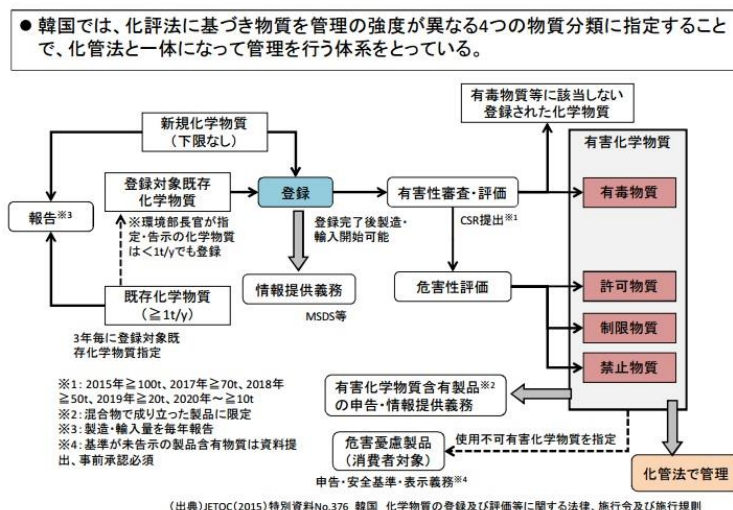 ● 韓国では、化評法に基づき物質を管理の強度が異なる4つの物質分類に指定すること
で、化管法と一体になって管理を行う体系をとっている。
有毒物質等に該当しない
登録された化学物質
新規化学物質
（下限なし）
有害化学物質
登録対象既存
化学物質
登録
有害性審査・評価
有毒物質
報告※3
※環境部長官が指
定・告示の化学物質
は＜1t/yでも登録
登録完了後製造・
輸入開始可能
CSR提出※1
既存化学物質
（≧1t/y）
情報提供義務
MSDS等
危害性評価
許可物質
制限物質
禁止物質
3年毎に登録対象既
存化学物質指定
※1：2015年≧100t、2017年≧70t、2018年
≧50t、2019年≧20t、2020年～≧10t
※2：混合物で成り立った製品に限定
※3：製造・輸入量を毎年報告
※4：基準が未告示の製品含有物質は資料提
出、事前承認必須
有害化学物質含有製品※2
の申告・情報提供義務
危害憂慮製品
（消費者対象）
使用不可有害化学物質を指定
申告・安全基準・表示義務※4
化管法で管理
（出典）JETOC（2015）特別資料No.376 韓国 化学物質の登録及び評価等に関する法律、施行令及び施行規則